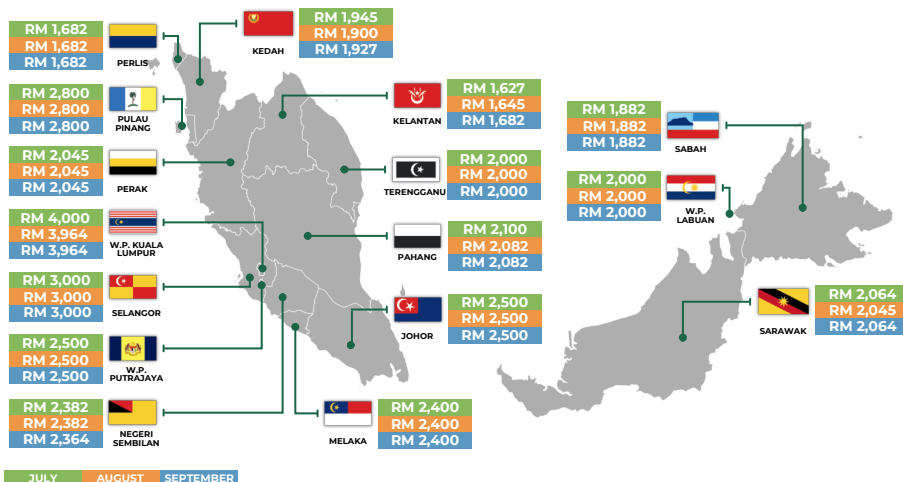 RM 1,682
RM 1,682
RM 1,682
PERLIS
RM 1,945
RM 1,900
RM 1,927
KEDAH
RM 2,800
RM 2,800
RM 2,800
PULAU
PINANG
RM 1,627
RM 1,645
RM 1,682
KELANTAN
RM 1,882
RM 1,882
RM 1,882
SABAH
RM 2,045
RM 2,045
RM 2,045
PERAK
RM 2,000
RM 2,000
RM 2,000
TERENGGANU
RM 2,000
RM 2,000
RM 2,000
W.P.
LABUAN
RM 4,000
RM 3,964
RM 3,964
W.P. KUALA
LUMPUR
RM 2,100
RM 2,082
RM 2,082
PAHANG
RM 3,000
RM 3,000
RM 3,000
SELANGOR
RM 2,500
RM 2,500
RM 2,500
JOHOR
RM 2,064
RM 2,045
RM 2,064
SARAWAK
RM 2,500
RM 2,500
RM 2,500
W.P.
PUTRAJAYA
RM 2,382
RM 2,382
RM 2,364
NEGERI
SEMBILAN
RM 2,400
RM 2,400
RM 2,400
MELAKA
JULY AUGUST SEPTEMBER